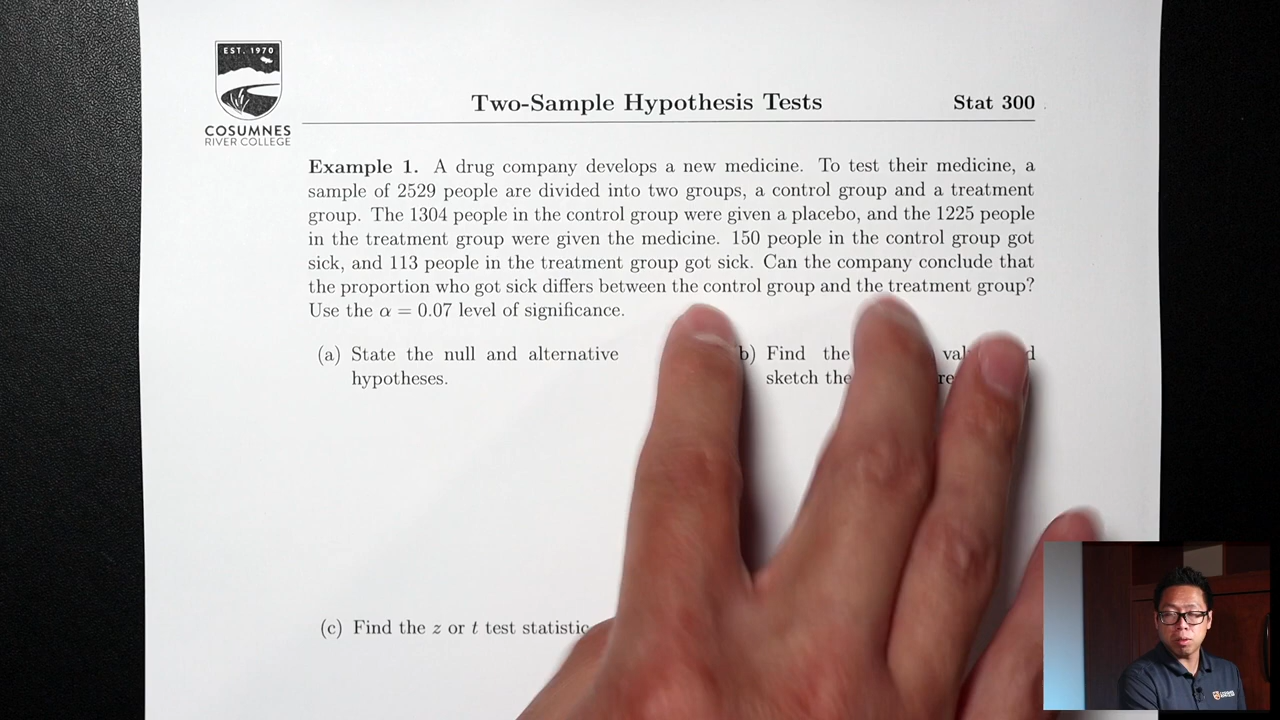 EST. 1970
COSUMNES
RIVER COLLEGE
Two-Sample Hypothesis Tests
Stat 300
Example 1. A drug company develops a new medicine. To test their medicine, a
sample of 2529 people are divided into two groups, a control group and a treatment
group. The 1304 people in the control group were given a placebo, and the 1225 people
in the treatment group were given the medicine. 150 people in the control group got
sick, and 113 people in the treatment group got sick. Can the company conclude that
the proportion who got sick differs between the control group and the treatment group?
Use the α = 0.07 level of significance.
(a) State the null and alternative
hypotheses.
b) Find the
sketch the
(c) Find the z or t test statistic